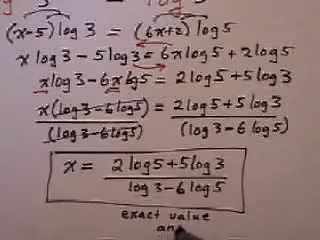 (x-5) log 3 = (6x+2) log 5
x log 3 - 5 log 3 = 6x log 5 + 2 log 5
x log 3 - 6x log 5 = 2 log 5 + 5 log 3
x(log 3 - 6 log 5) = 2 log 5 + 5 log 3
(log 3 - 6 log 5) (log 3 - 6 log 5)
x = 2 log 5 + 5 log 3
log 3 - 6 log 5
exact value
an